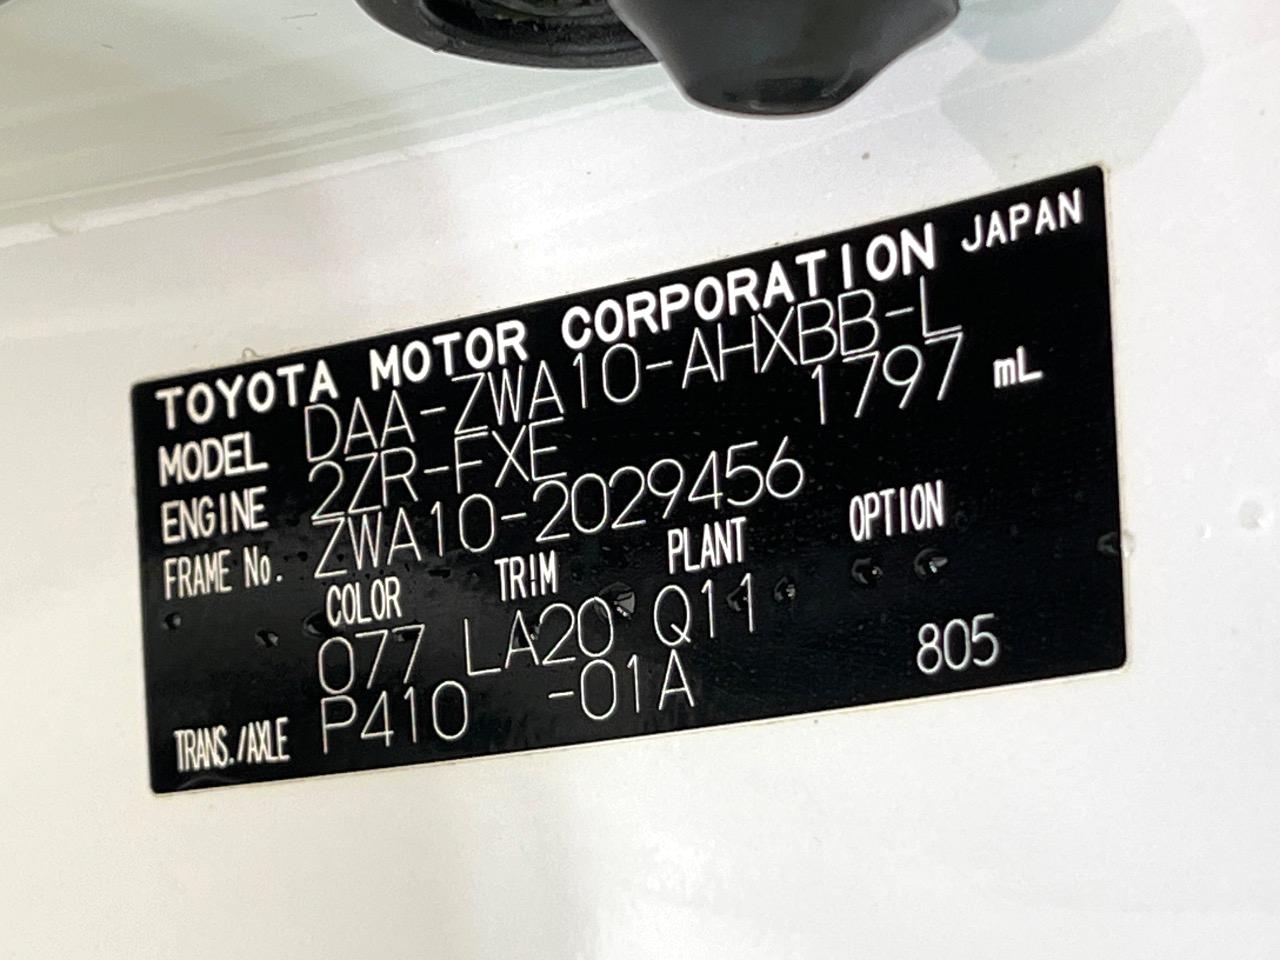 TOYOTA MOTOR CORPORATION JAPAN
MODEL DAA-ZWA10-AHXBB-L
ENGINE 2ZR-FXE 1797 mL
FRAME No. ZWA10-2029456
COLOR TRIM PLANT OPTION
077 LA20 Q11
TRANS./AXLE P410 -01A 805